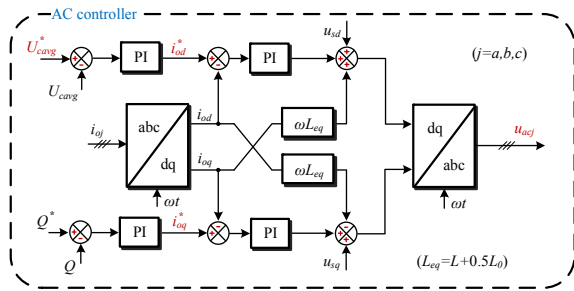 AC controller
U*cavg
PI
i*od
PI
usd
(j=a,b,c)
Ucavg
ioj
abc
dq
iod
ioq
ωLeq
ωLeq
dq
abc
uacj
ωt
ωt
Q*
PI
i*oq
PI
Q
usq
(Leq=L+0.5L0)